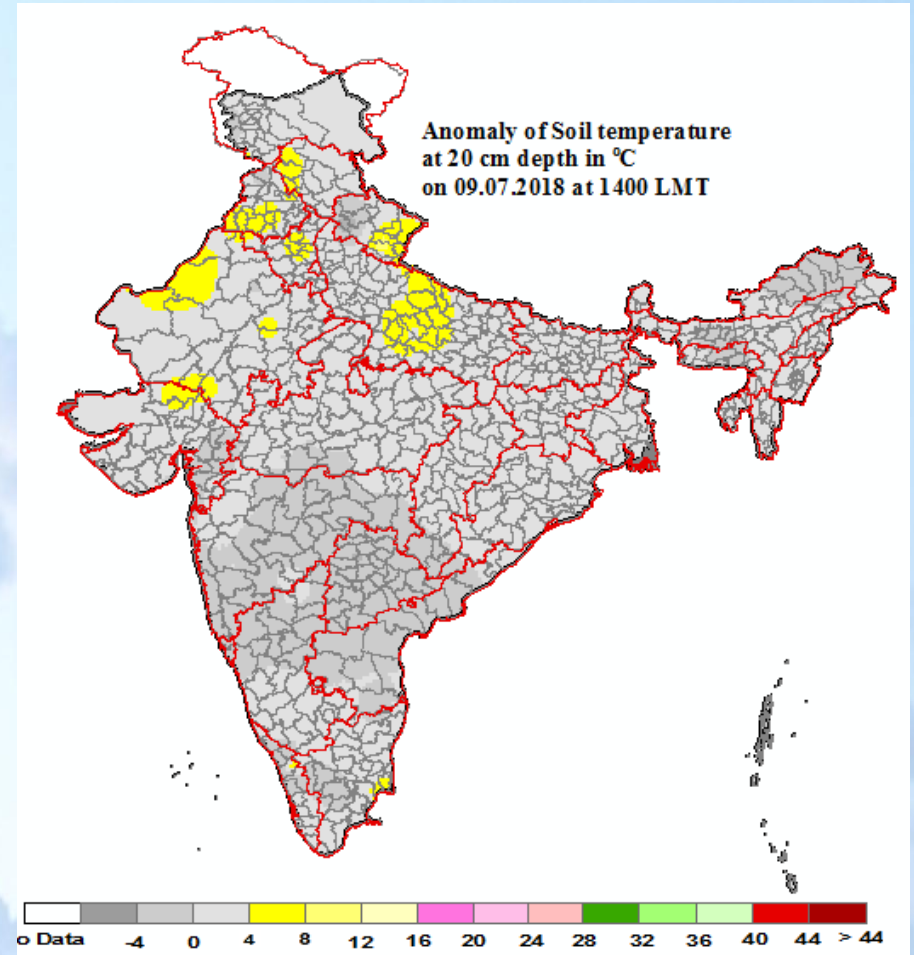 Anomaly of Soil temperature
at 20 cm depth in °C
on 09.07.2018 at 1400 LMT
o Data -4 0 4 8 12 16 20 24 28 32 36 40 44 > 44